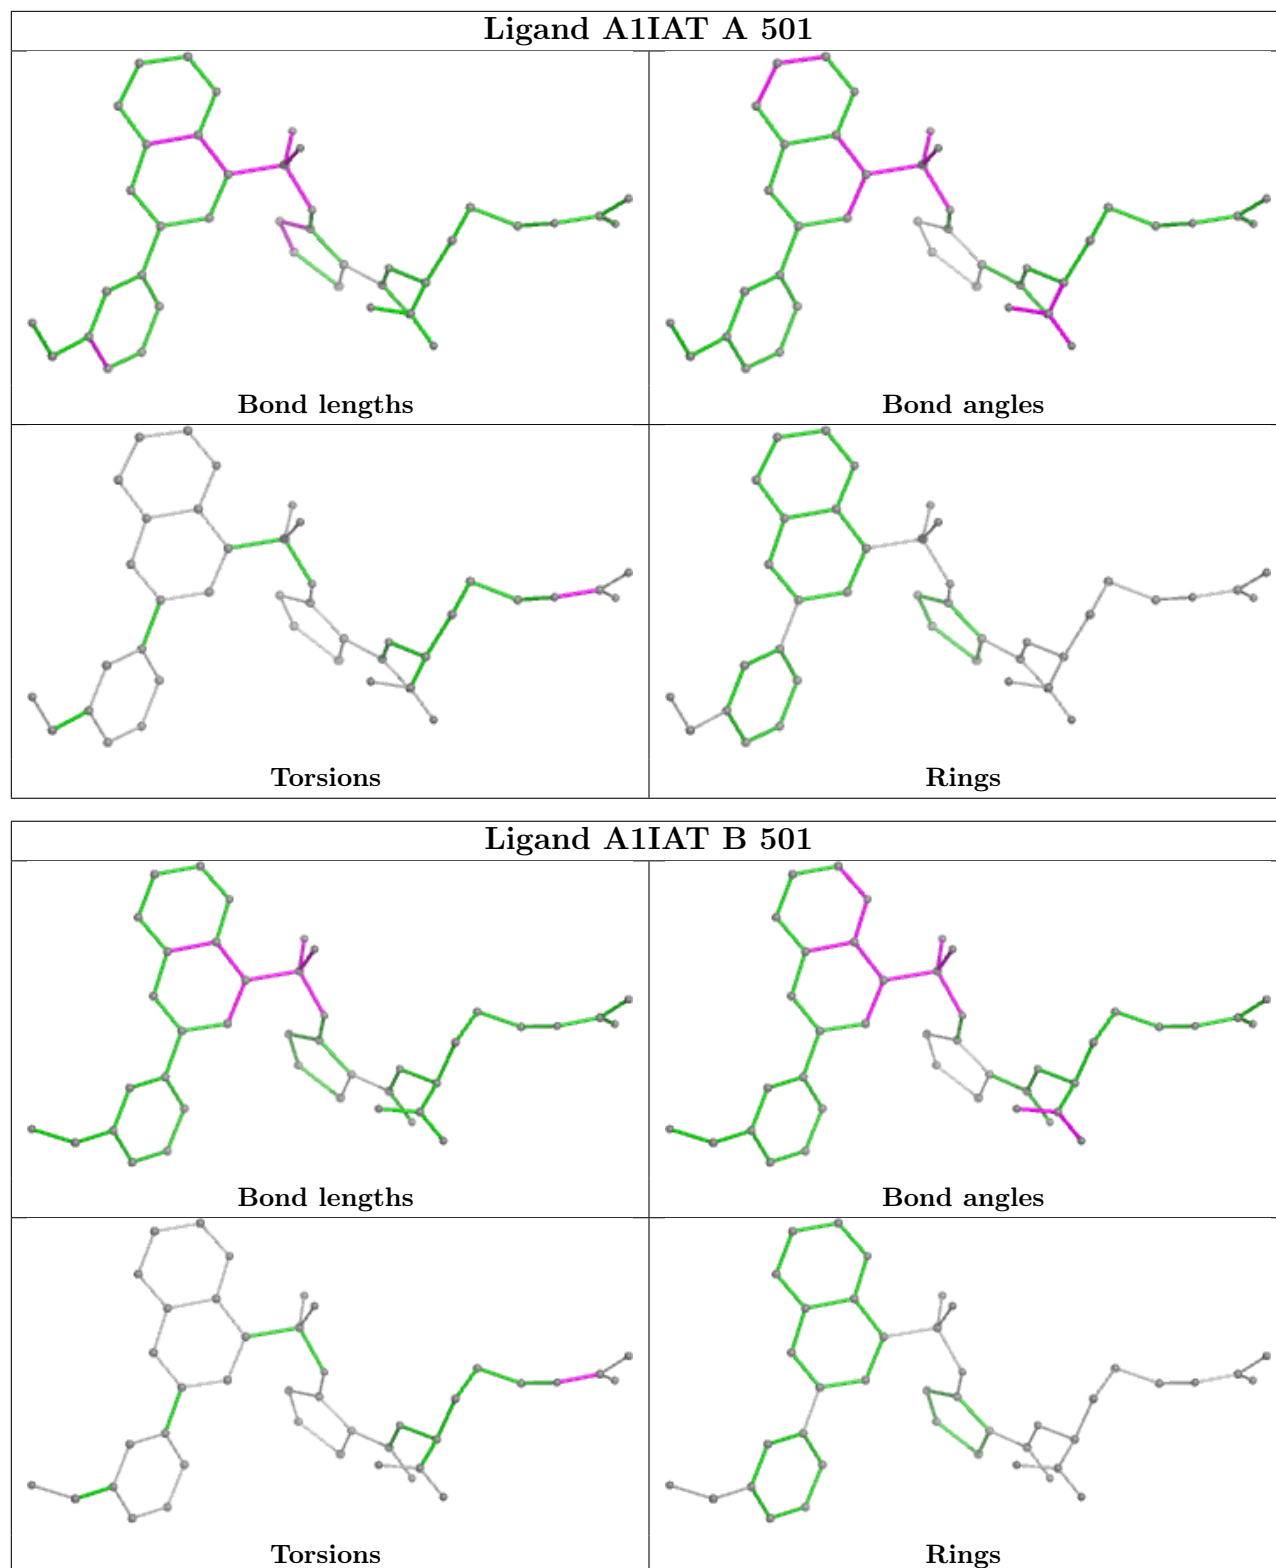 Ligand A1IAT A 501
Bond lengths
Bond angles
Torsions
Rings
Ligand A1IAT B 501
Bond lengths
Bond angles
Torsions
Rings